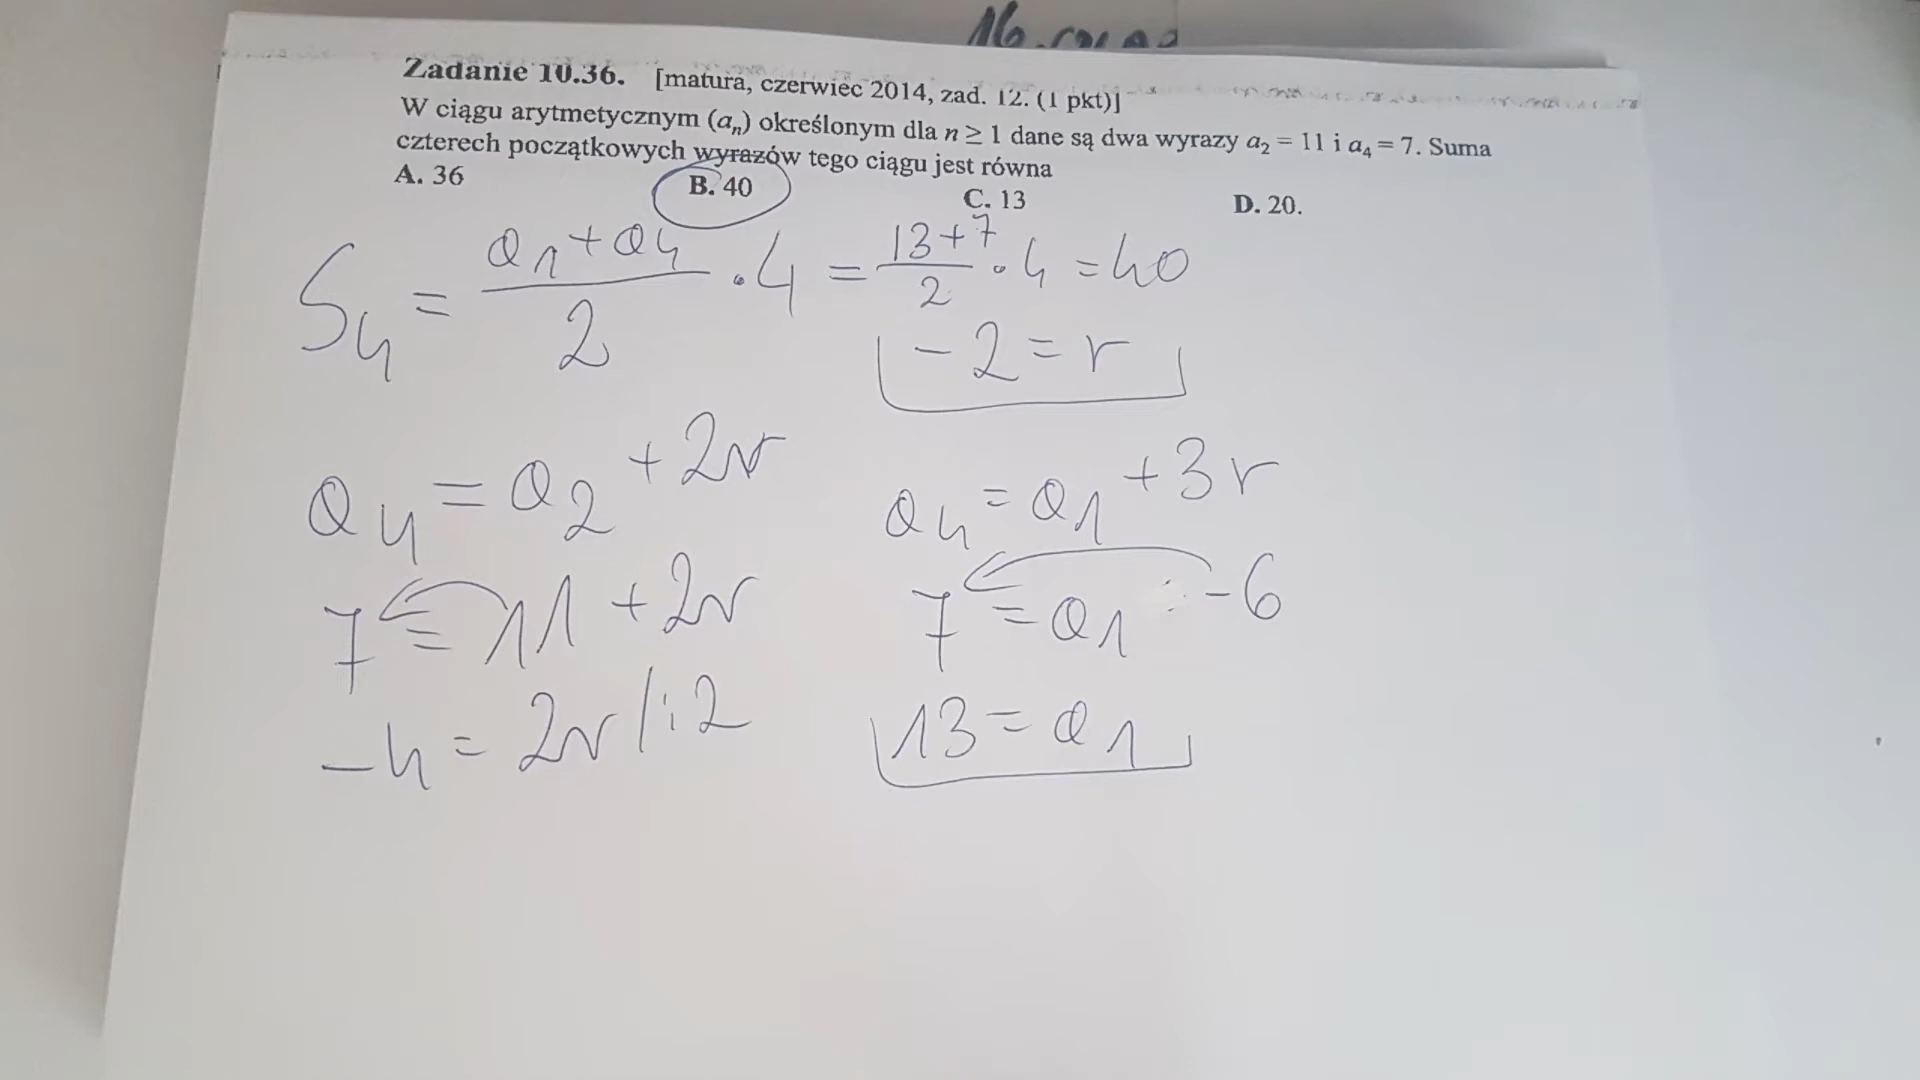 16.
Zadanie 10.36. [matura, czerwiec 2014, zad. 12. (1 pkt)]
W ciągu arytmetycznym (aₙ) określonym dla n ≥ 1 dane są dwa wyrazy a₂ = 11 i a₄ = 7. Suma
czterech początkowych wyrazów tego ciągu jest równa
A. 36 B. 40 C. 13 D. 20.
S₄ = (a₁ + a₄)/2 · 4 = (13 + 7)/2 · 4 = 40
-2 = r
a₄ = a₂ + 2r
7 = 11 + 2r
-4 = 2r /:2
a₄ = a₁ + 3r
7 = a₁ - 6
13 = a₁